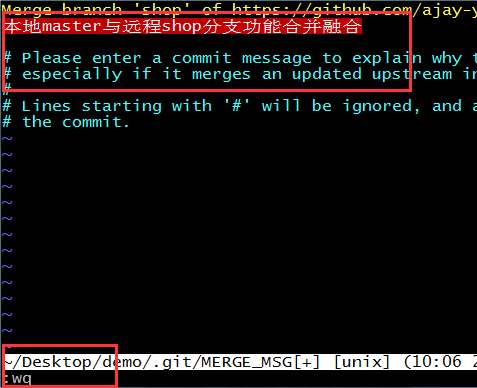 Merge branch 'shop' of https://github.com/ajay-y
本地master与远程shop分支功能合并融合
# Please enter a commit message to explain why t
# especially if it merges an updated upstream in
#
# Lines starting with '#' will be ignored, and a
# the commit.
~
~
~
~
~
~
~
~
~
~
~
~
~
~
~/Desktop/demo/.git/MERGE_MSG[+] [unix] (10:06 2
:wq